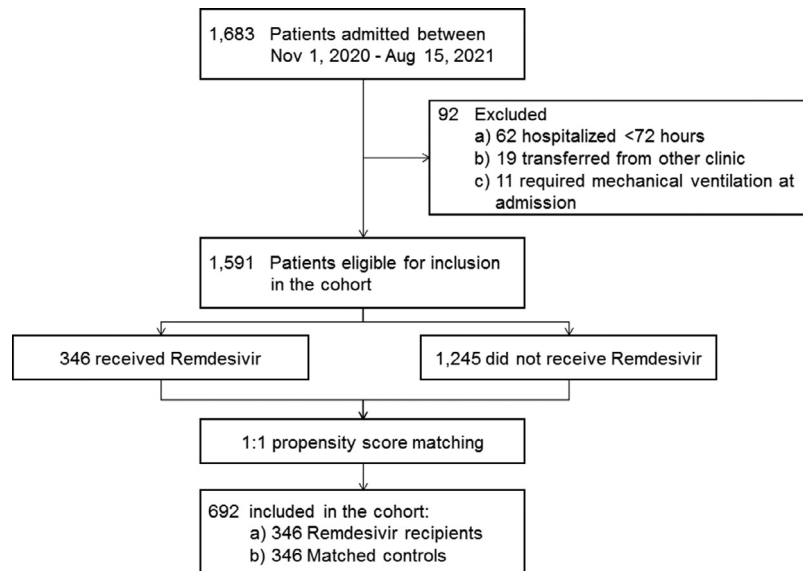 1,683 Patients admitted between
Nov 1, 2020 - Aug 15, 2021
92 Excluded
a) 62 hospitalized <72 hours
b) 19 transferred from other clinic
c) 11 required mechanical ventilation at
admission
1,591 Patients eligible for inclusion
in the cohort
346 received Remdesivir
1,245 did not receive Remdesivir
1:1 propensity score matching
692 included in the cohort:
a) 346 Remdesivir recipients
b) 346 Matched controls